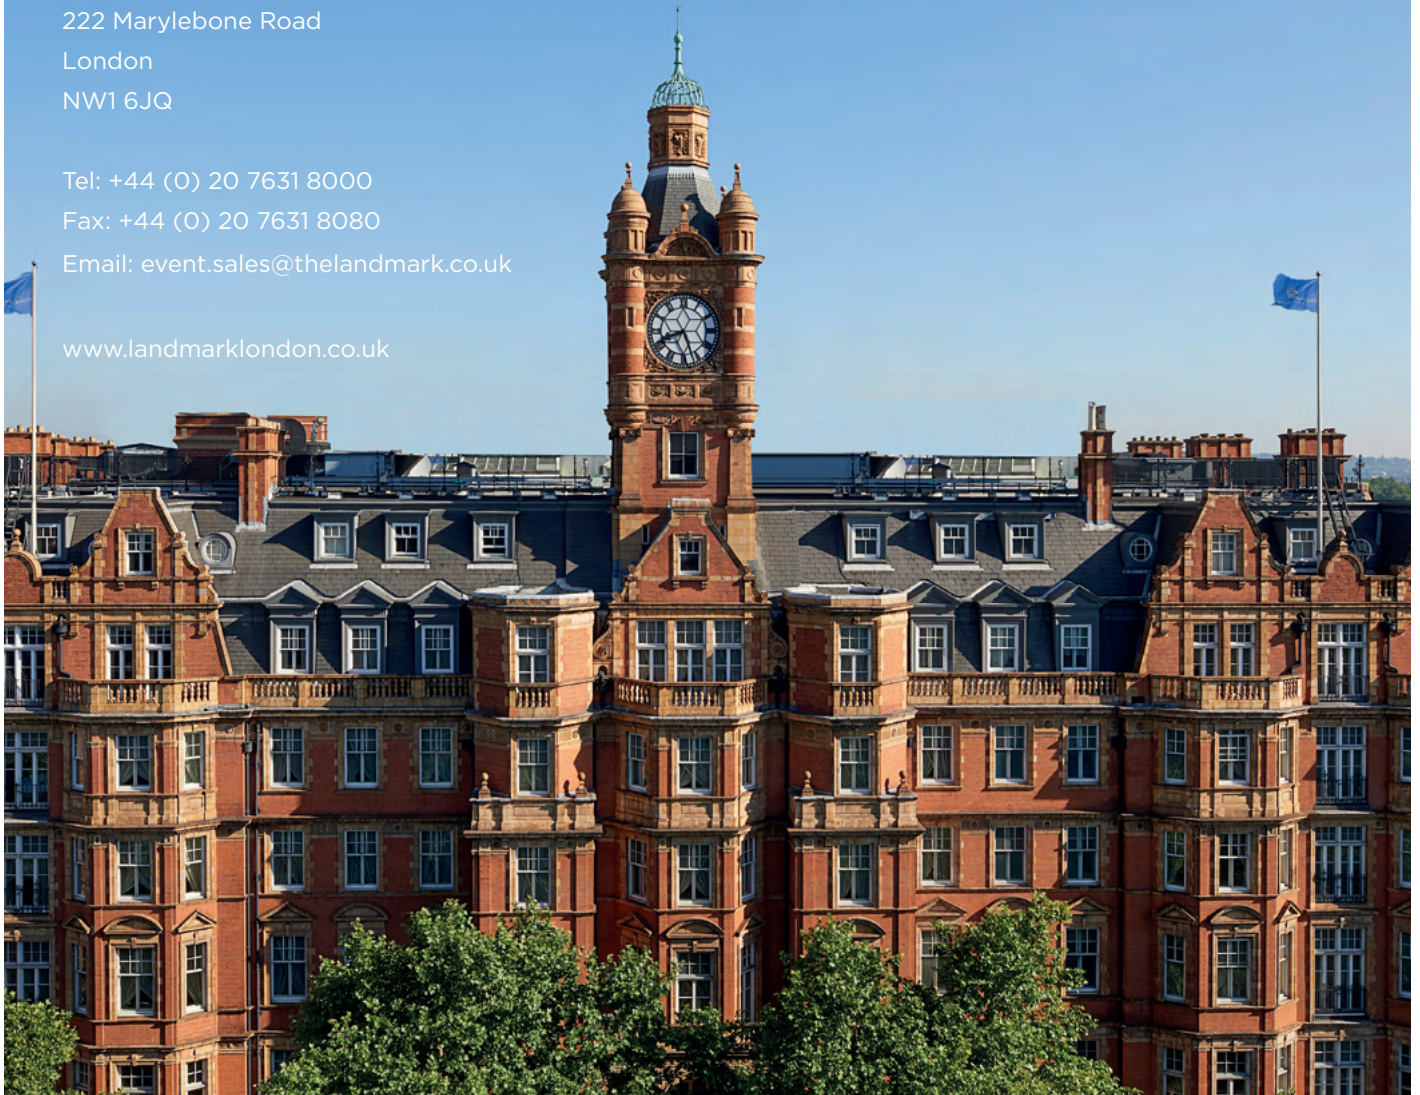 222 Marylebone Road
London
NW1 6JQ
Tel: +44 (0) 20 7631 8000
Fax: +44 (0) 20 7631 8080
Email: event.sales@thelandmark.co.uk
www.landmarklondon.co.uk